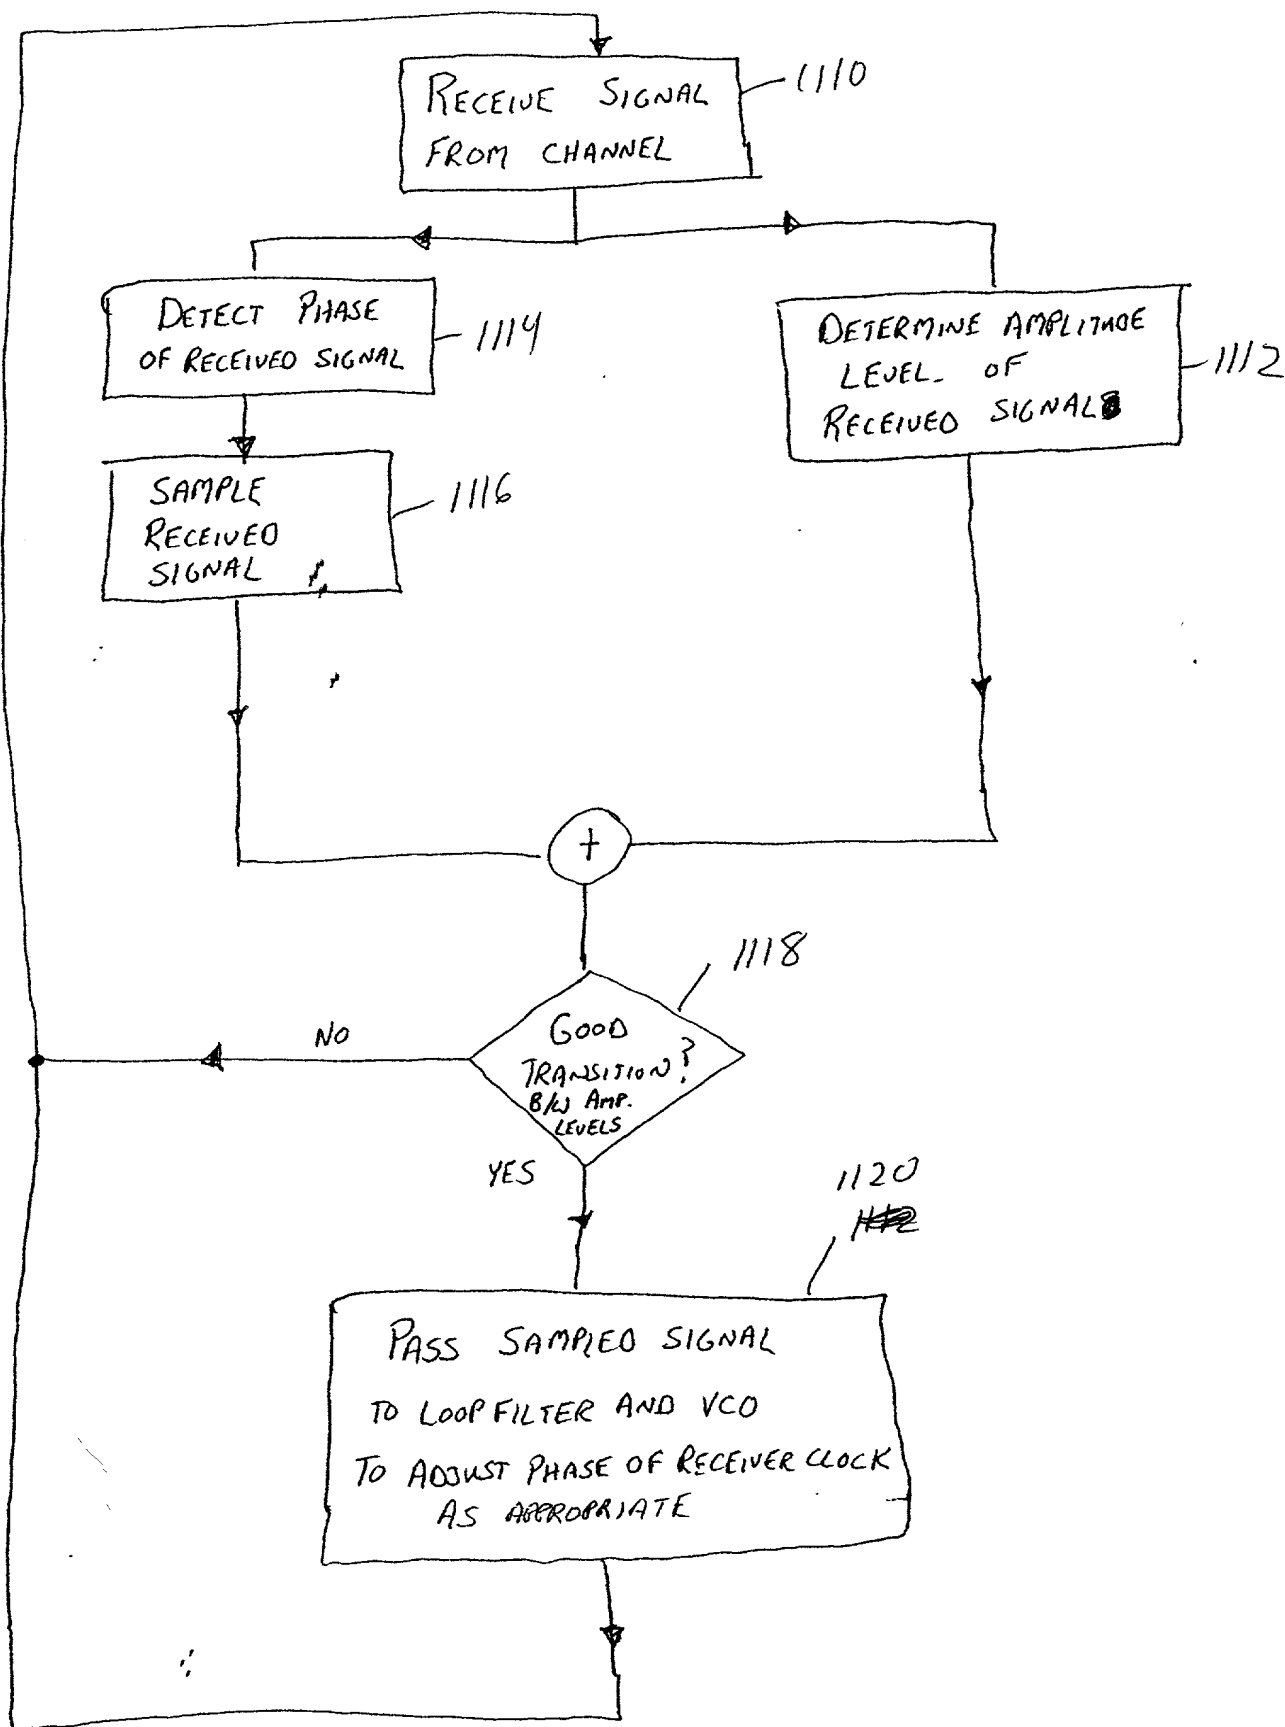 RECEIVE SIGNAL
FROM CHANNEL
1110
DETECT PHASE
OF RECEIVED SIGNAL
1114
DETERMINE AMPLITUDE
LEVEL OF
RECEIVED SIGNAL
1112
SAMPLE
RECEIVED
SIGNAL
1116
+
1118
GOOD
TRANSITION?
B/W AMP.
LEVELS
NO
YES
1120
PASS SAMPLED SIGNAL
TO LOOP FILTER AND VCO
TO ADJUST PHASE OF RECEIVER CLOCK
AS APPROPRIATE